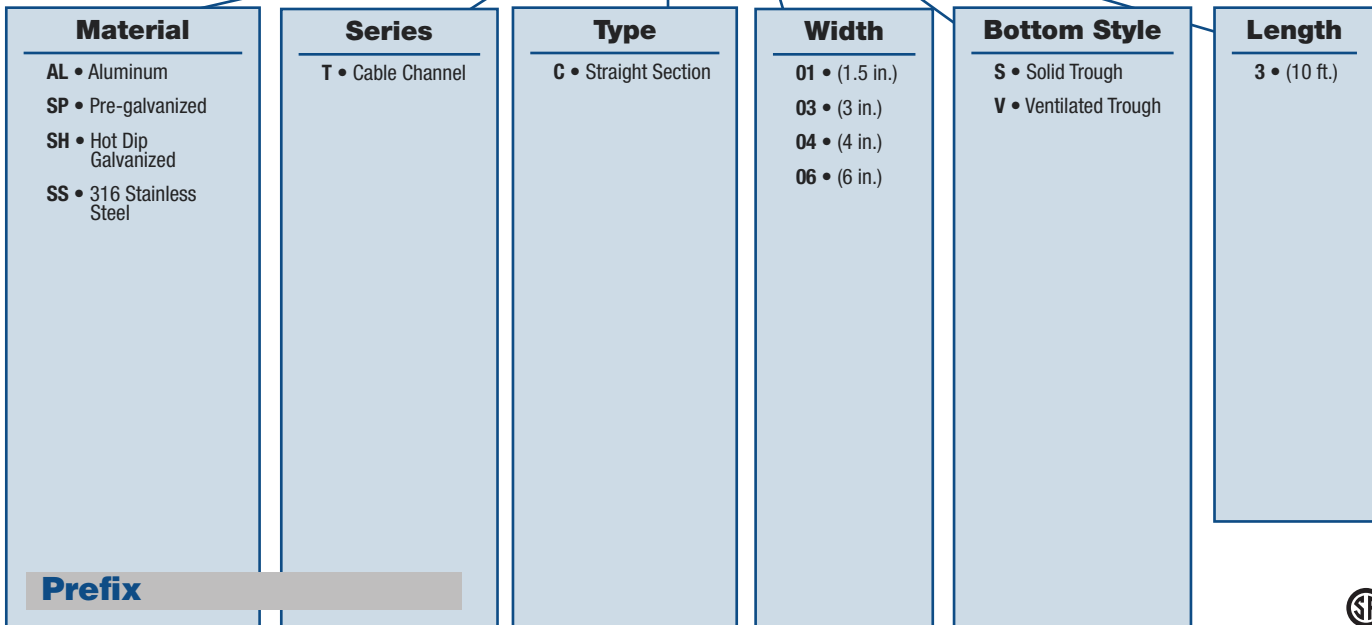 Material
AL • Aluminum
SP • Pre-galvanized
SH • Hot Dip
Galvanized
SS • 316 Stainless
Steel
Series
T • Cable Channel
Type
C • Straight Section
Width
01 • (1.5 in.)
03 • (3 in.)
04 • (4 in.)
06 • (6 in.)
Bottom Style
S • Solid Trough
V • Ventilated Trough
Length
3 • (10 ft.)
Prefix